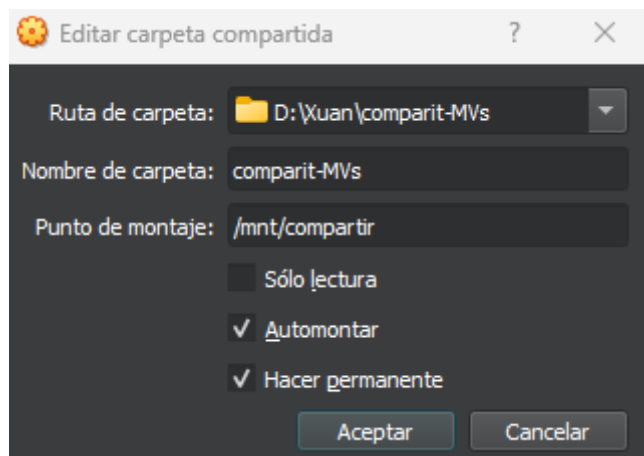 Editar carpeta compartida ? ×
Ruta de carpeta: D:\Xuan\comparit-MVs
Nombre de carpeta: comparit-MVs
Punto de montaje: /mnt/compartir
Sólo lectura
Automontar
Hacer permanente
Aceptar Cancelar